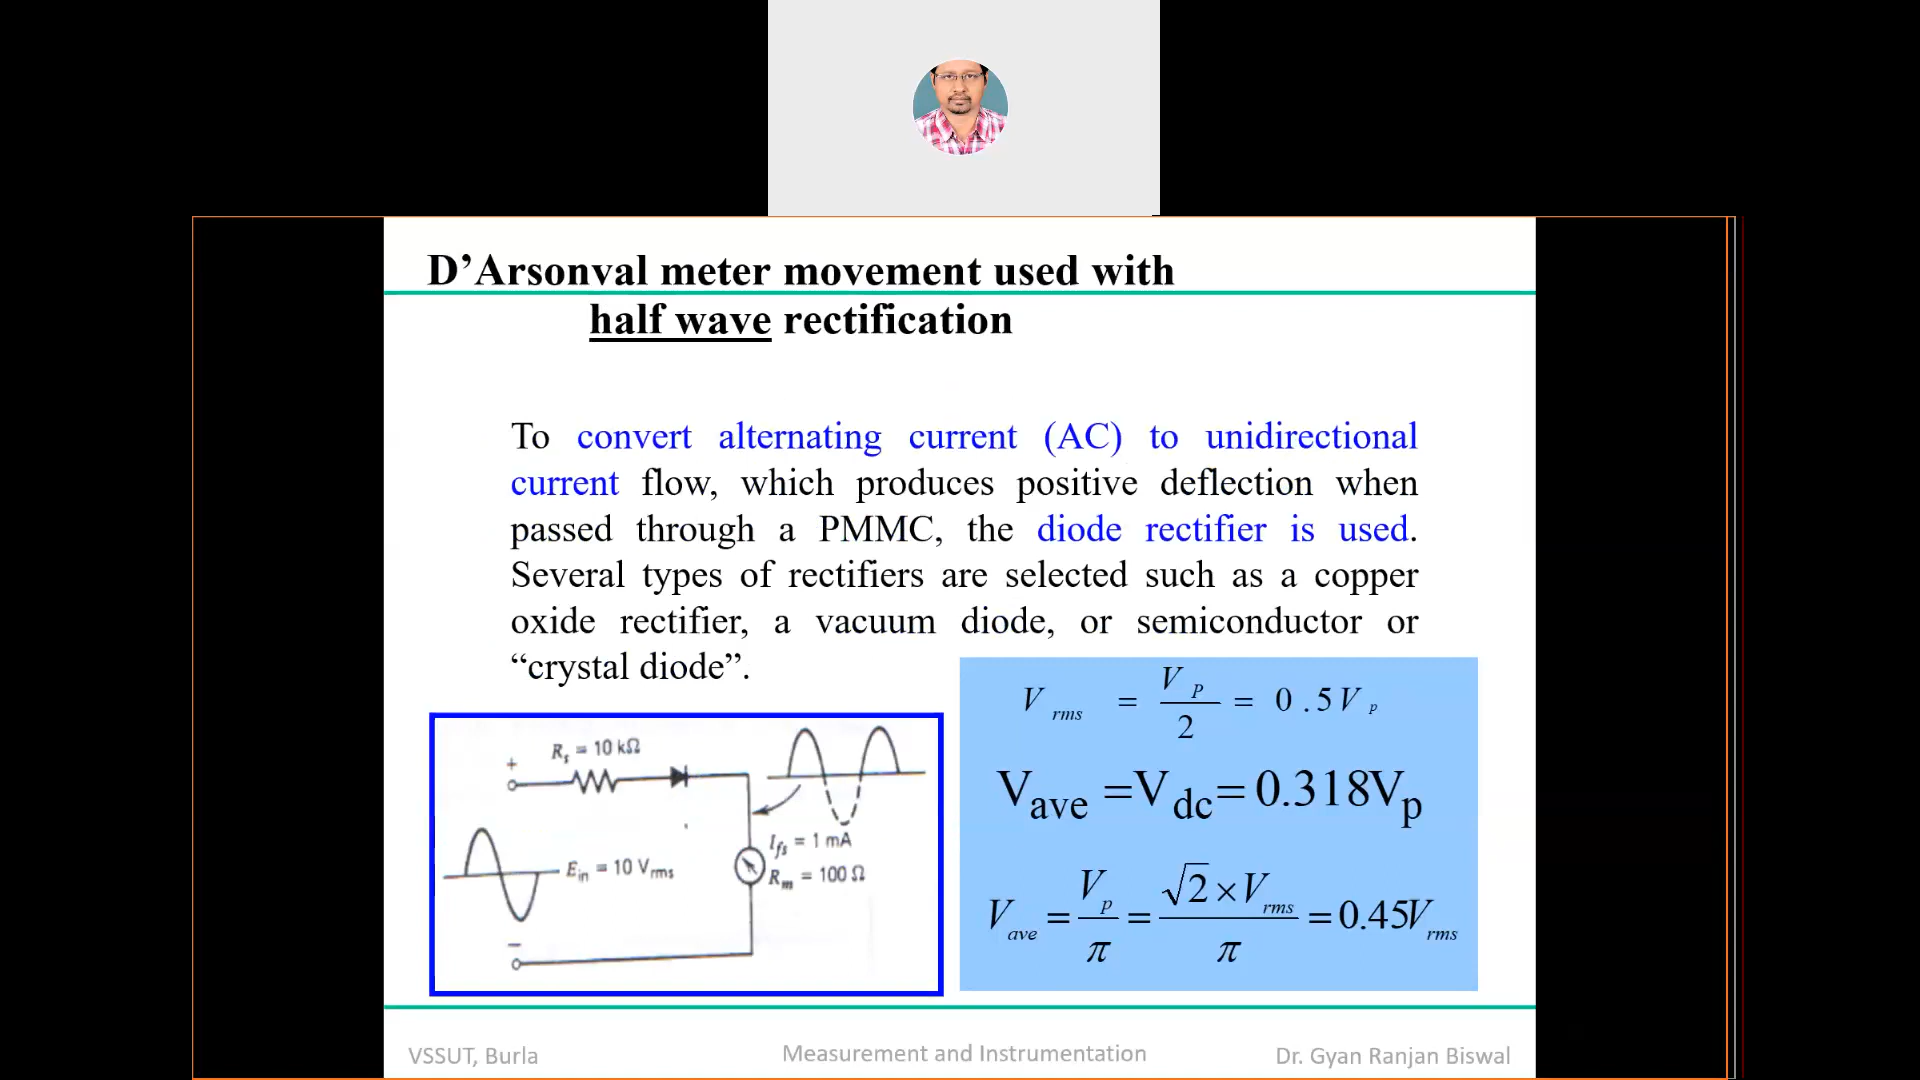 D’Arsonval meter movement used with
half wave rectification
To convert alternating current (AC) to unidirectional
current flow, which produces positive deflection when
passed through a PMMC, the diode rectifier is used.
Several types of rectifiers are selected such as a copper
oxide rectifier, a vacuum diode, or semiconductor or
“crystal diode”.
V rms = V P / 2 = 0 . 5 V p
Vave =Vdc= 0.318Vp
Vave = Vp / π = √2 × Vrms / π = 0.45Vrms
+
Rs = 10 kΩ
Ifs = 1 mA
Ein = 10 Vrms
Rm = 100 Ω
−
VSSUT, Burla
Measurement and Instrumentation
Dr. Gyan Ranjan Biswal